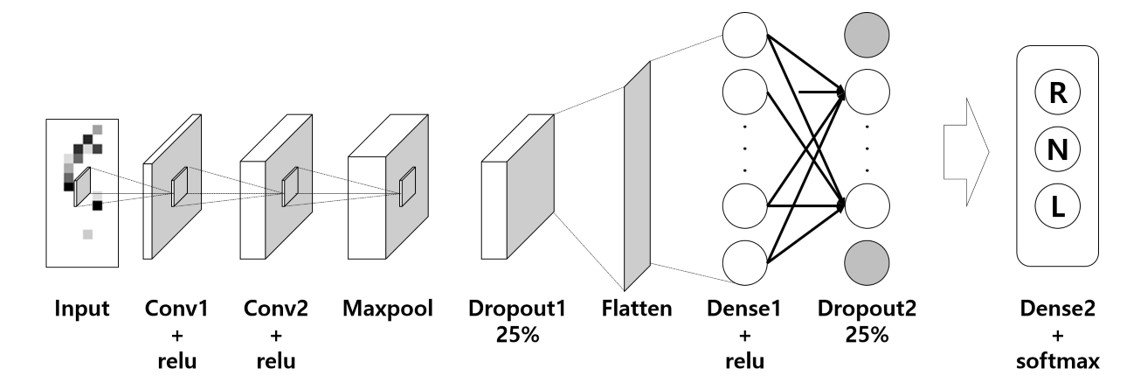 R
N
L
Input
Conv1
+
relu
Conv2
+
relu
Maxpool
Dropout1
25%
Flatten
Dense1
+
relu
Dropout2
25%
Dense2
+
softmax